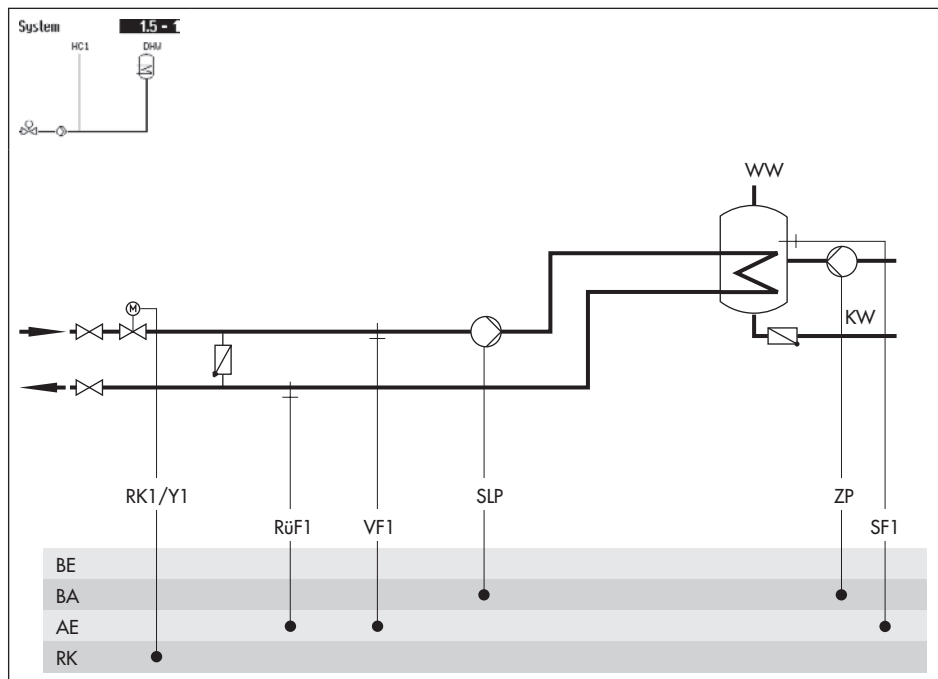 System 1.5 - 1
HC1 DHW
WW
M
KW
RK1/Y1
SLP
ZP
RüF1
VF1
SF1
BE
BA
AE
RK